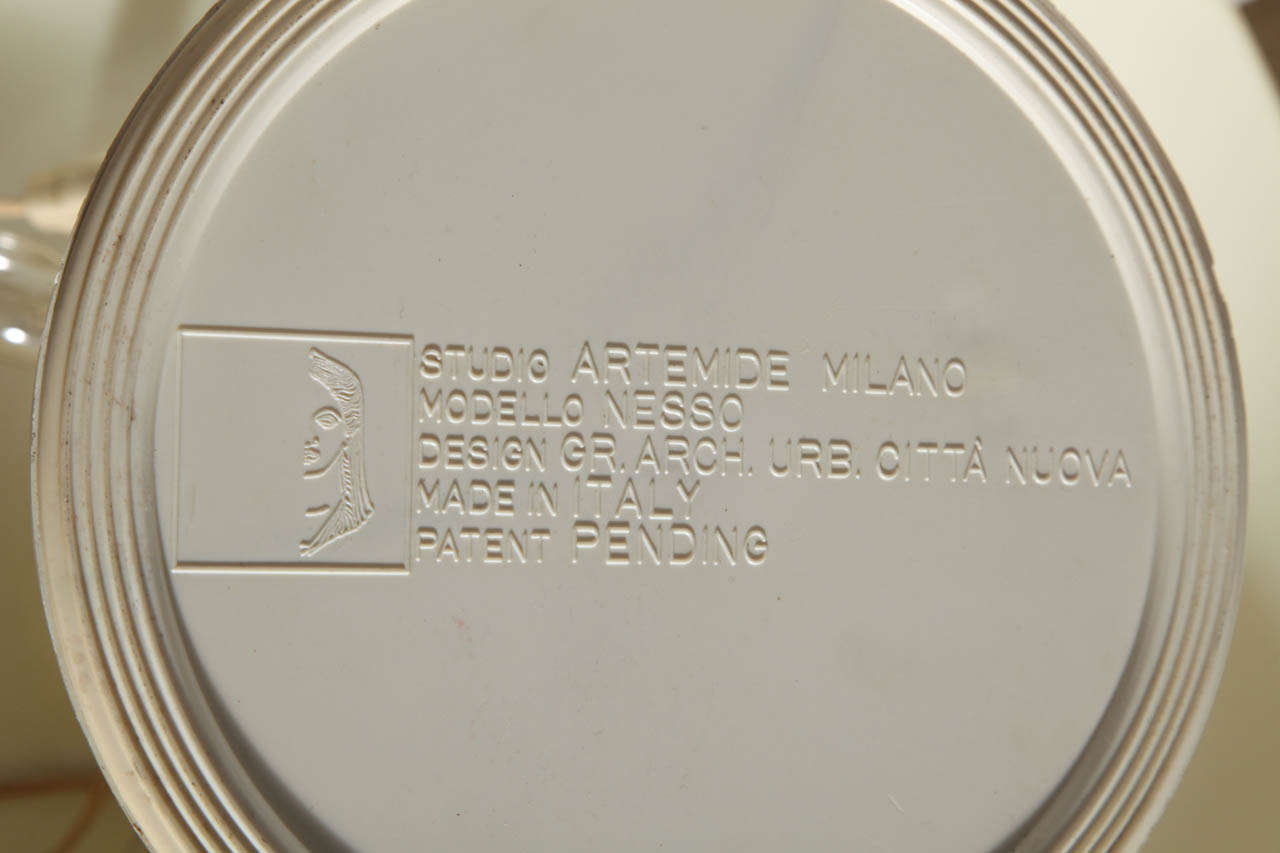 STUDIO ARTEMIDE MILANO
MODELLO NESSO
DESIGN GR. ARCH. URB. CITTÀ NUOVA
MADE IN ITALY
PATENT PENDING